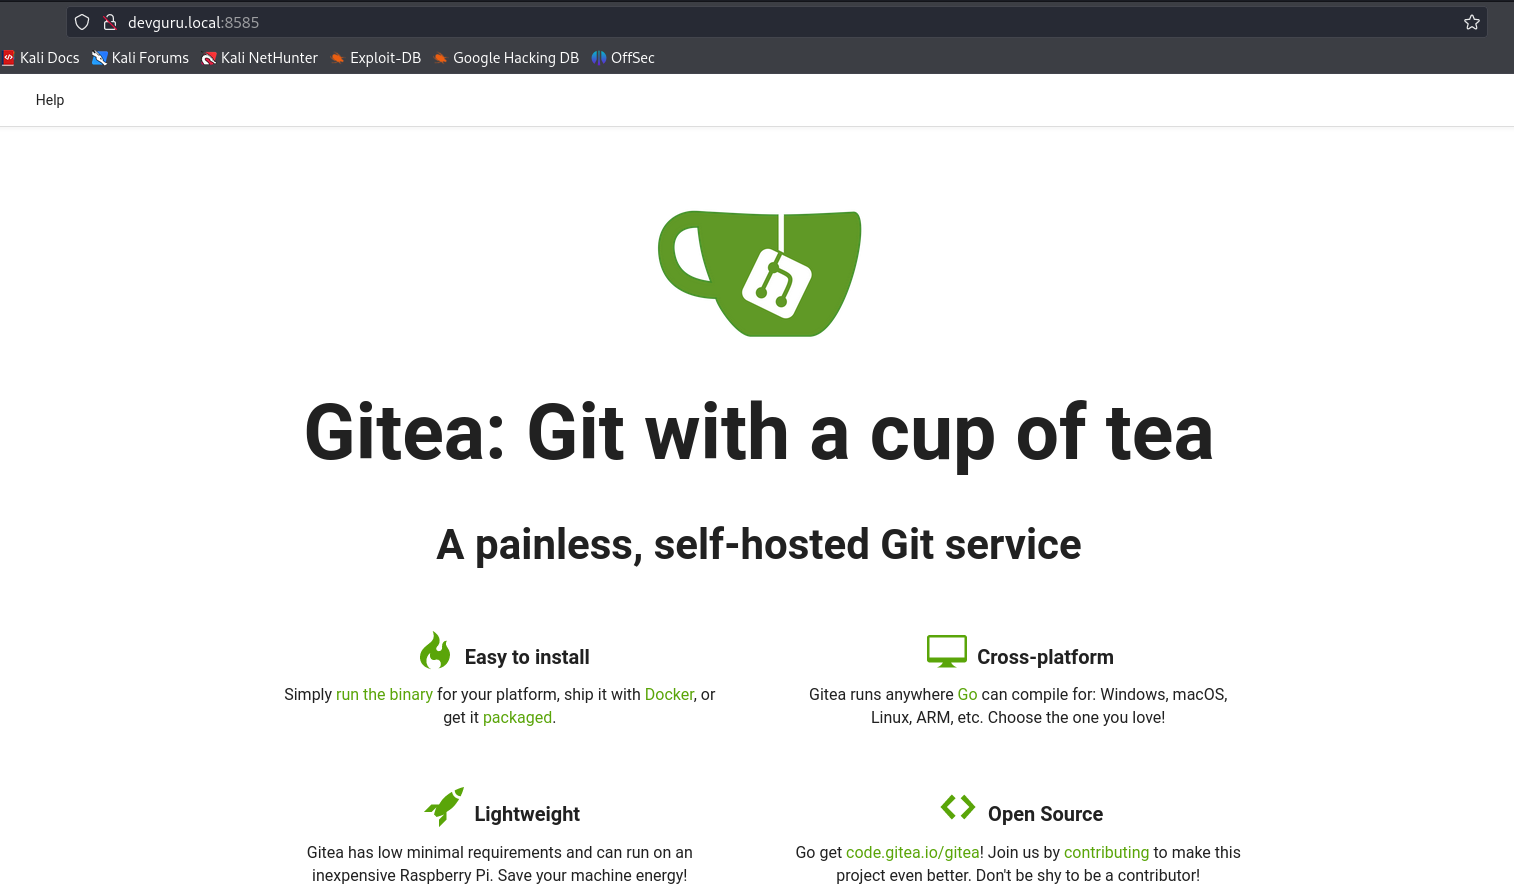 devguru.local:8585
Kali Docs Kali Forums Kali NetHunter Exploit-DB Google Hacking DB OffSec
Help
Gitea: Git with a cup of tea
A painless, self-hosted Git service
Easy to install
Simply run the binary for your platform, ship it with Docker, or
get it packaged.
Cross-platform
Gitea runs anywhere Go can compile for: Windows, macOS,
Linux, ARM, etc. Choose the one you love!
Lightweight
Gitea has low minimal requirements and can run on an
inexpensive Raspberry Pi. Save your machine energy!
Open Source
Go get code.gitea.io/gitea! Join us by contributing to make this
project even better. Don't be shy to be a contributor!